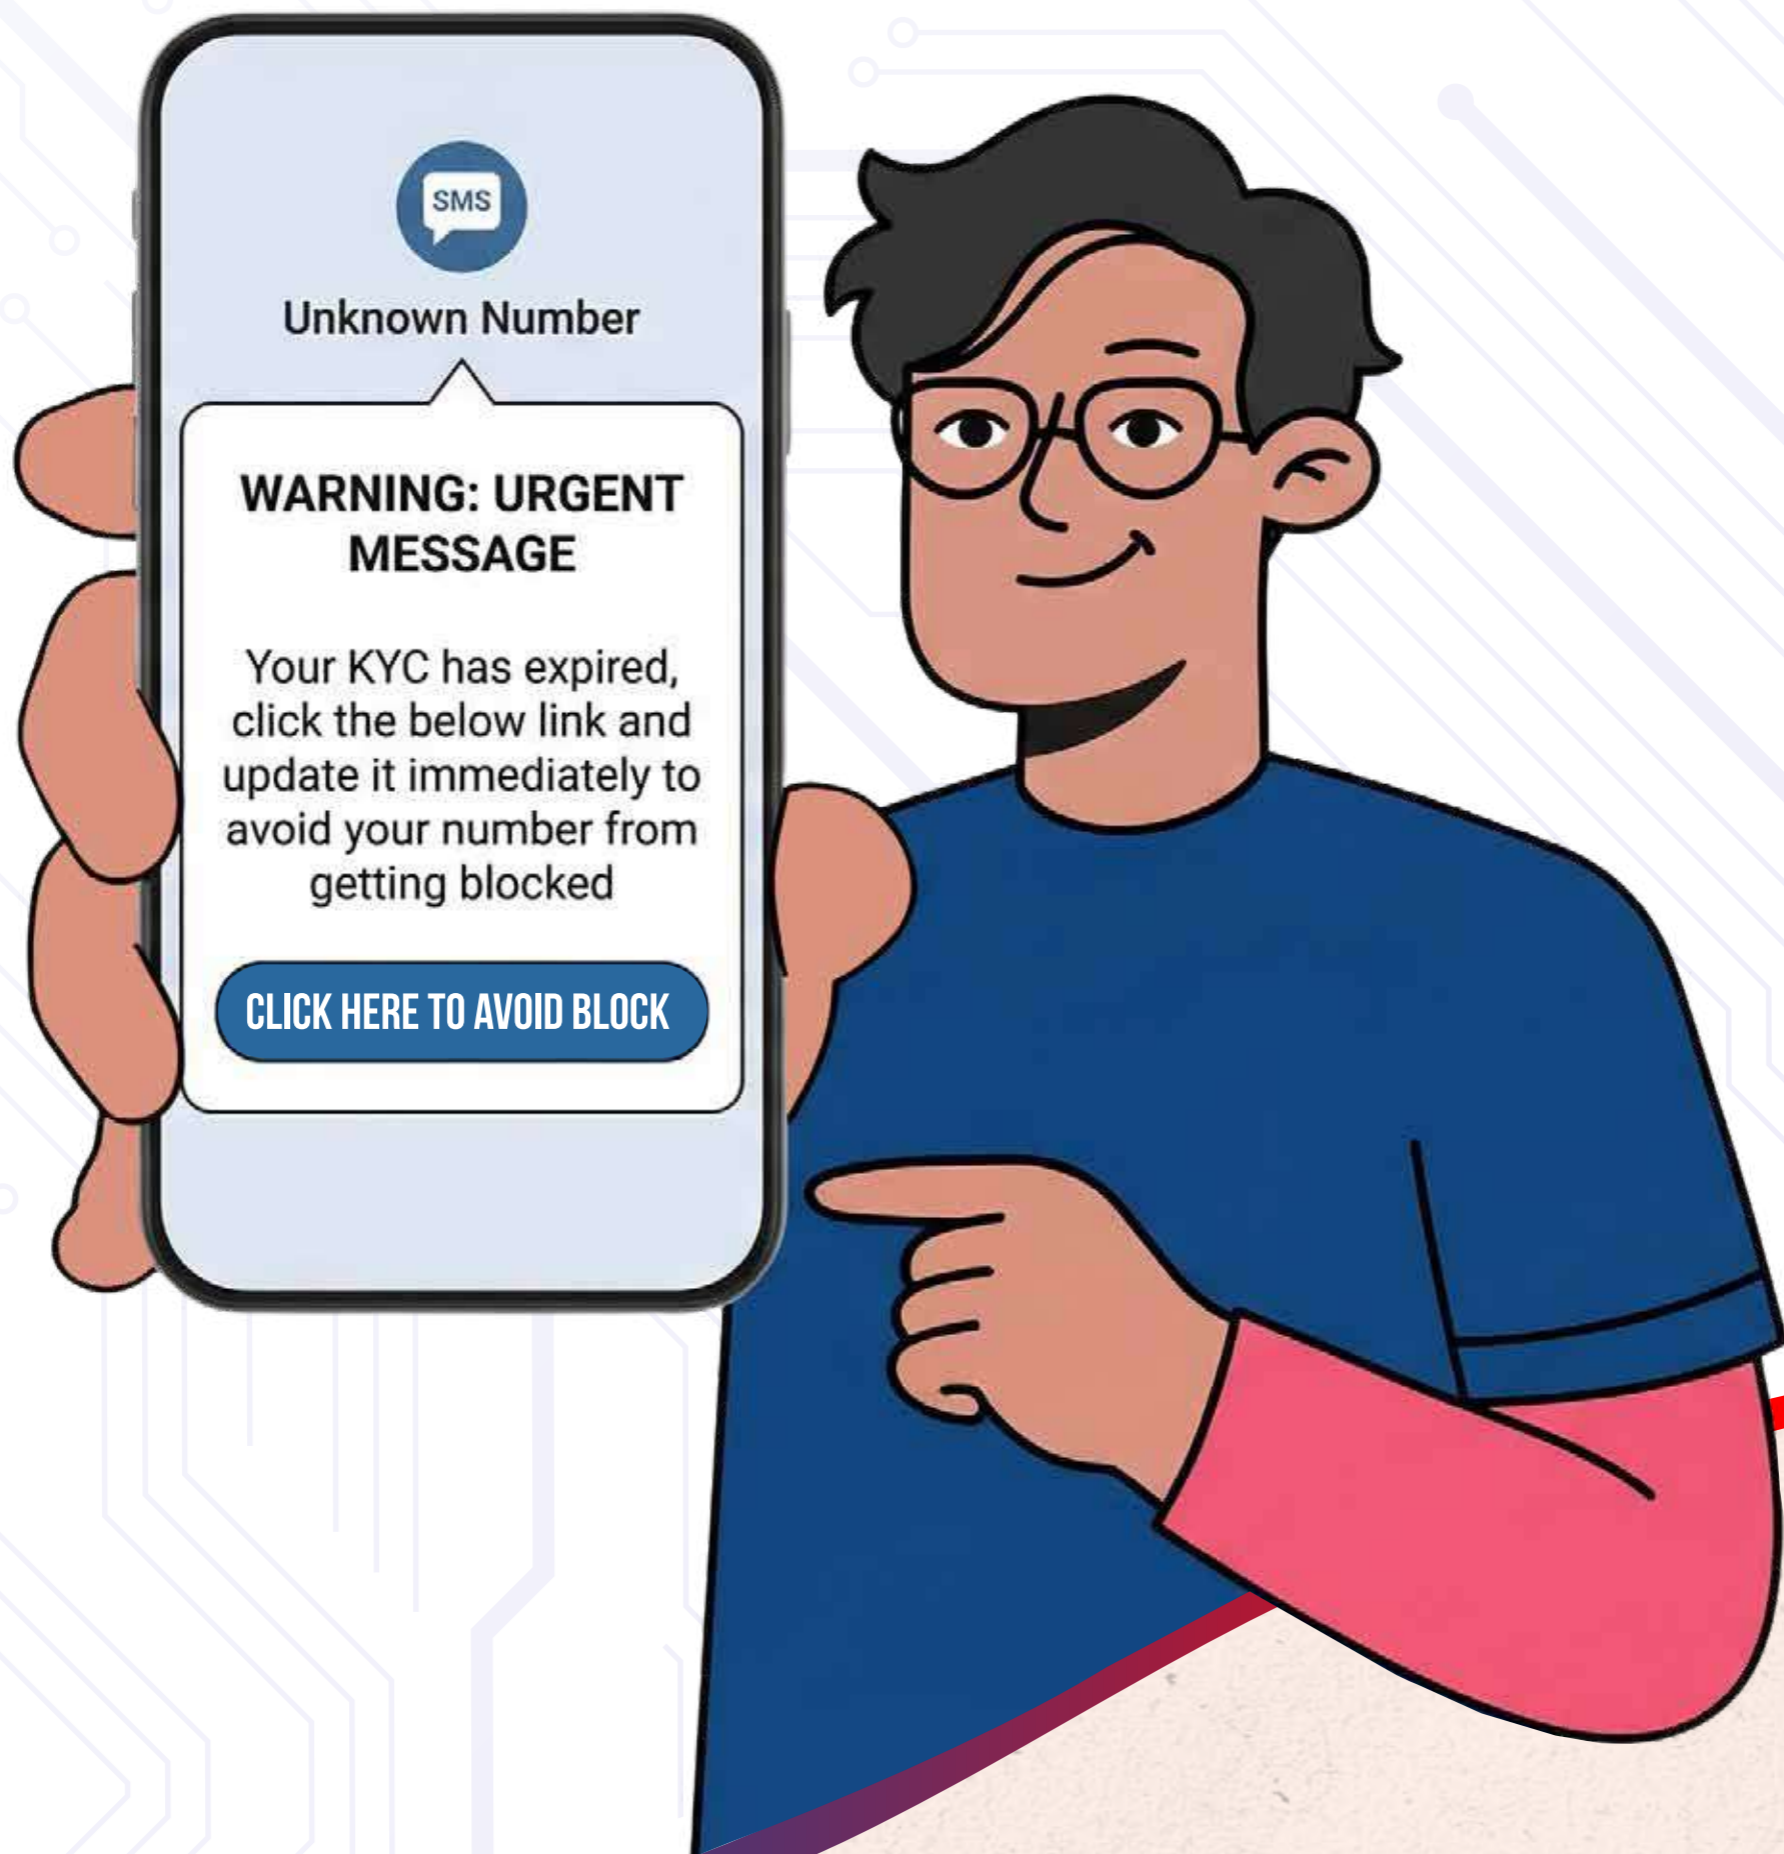 SMS
Unknown Number
WARNING: URGENT
MESSAGE
Your KYC has expired,
click the below link and
update it immediately to
avoid your number from
getting blocked
CLICK HERE TO AVOID BLOCK